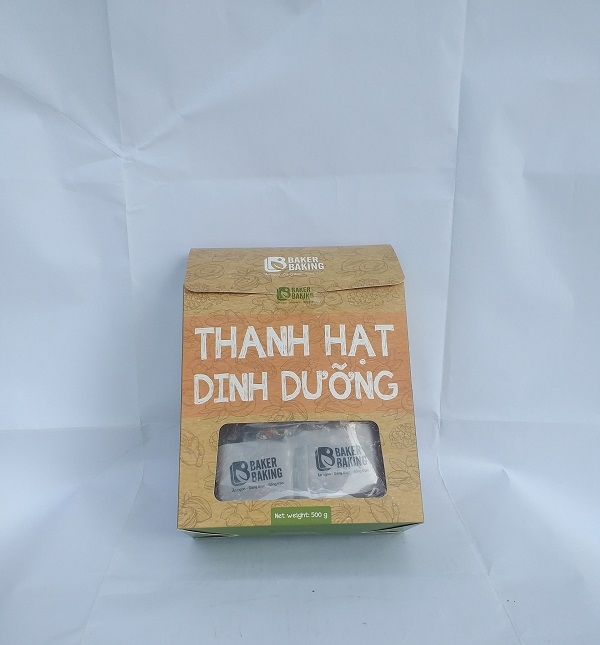 BAKER
BAKING
BAKER
BAKING
THANH HẠT
DINH DƯỠNG
BAKER
BAKING
BAKER
BAKING
Net weight: 500 g